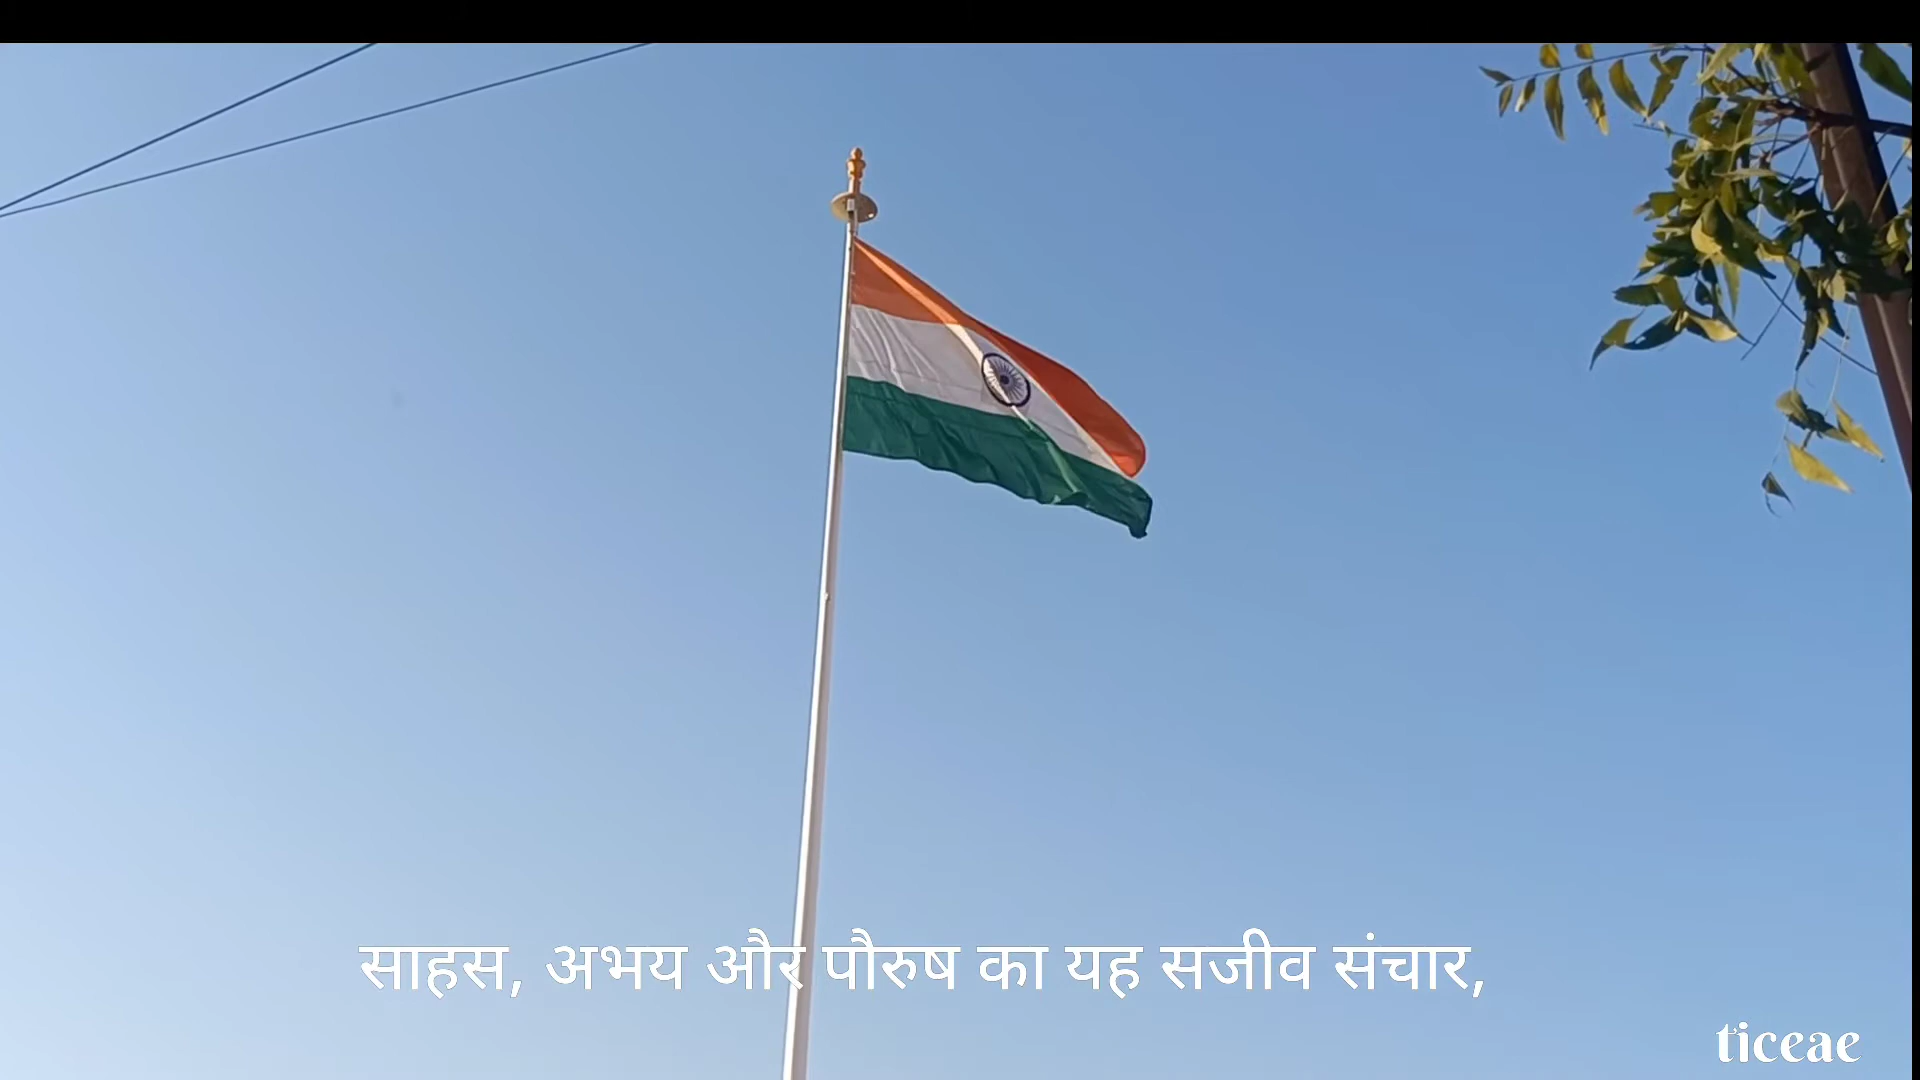 साहस, अभय और पौरुष का यह सजीव संचार,
ticeae